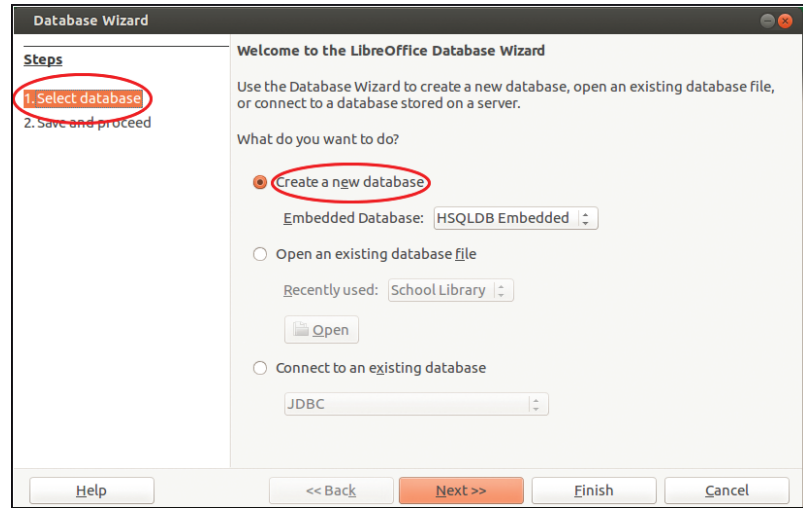 Database Wizard
Steps
1. Select database
2. Save and proceed
Welcome to the LibreOffice Database Wizard
Use the Database Wizard to create a new database, open an existing database file,
or connect to a database stored on a server.
What do you want to do?
Create a new database
Embedded Database: HSQLDB Embedded
Open an existing database file
Recently used: School Library
Open
Connect to an existing database
JDBC
Help << Back Next >> Finish Cancel